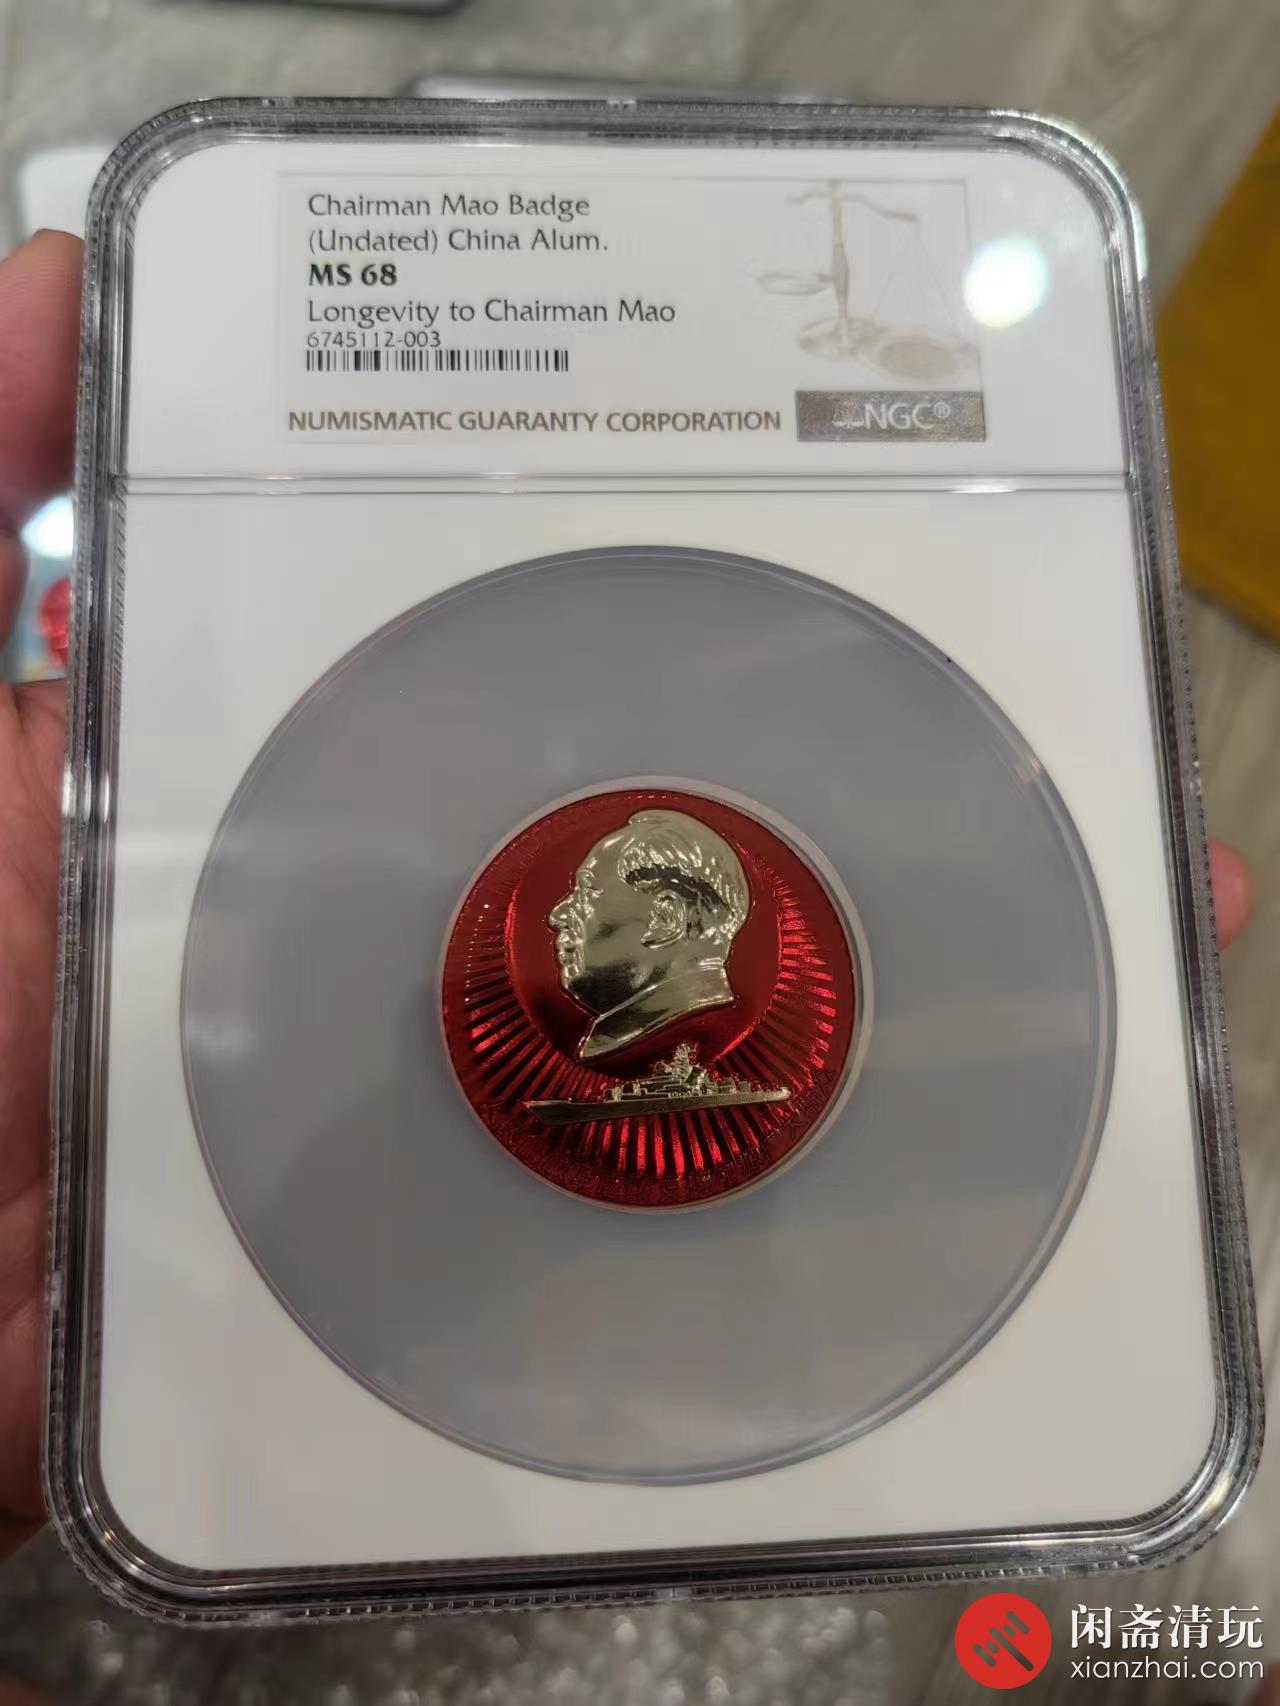 Chairman Mao Badge
(Undated) China Alum.
MS 68
Longevity to Chairman Mao
6745112-003
NUMISMATIC GUARANTY CORPORATION
NGC®
闲斋清玩
xianzhai.com